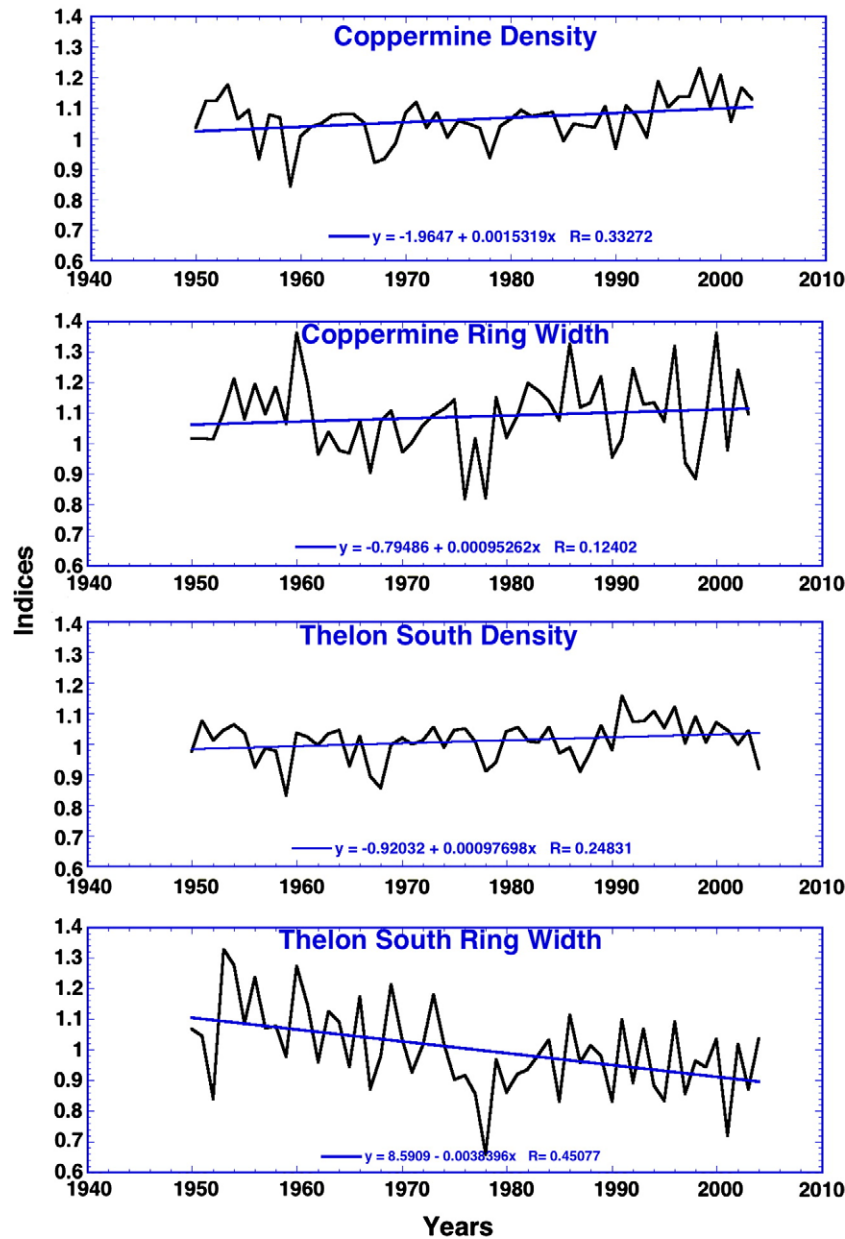 Coppermine Density
1.4
1.3
1.2
1.1
1
0.9
0.8
0.7
0.6
y = -1.9647 + 0.0015319x R= 0.33272
1940 1950 1960 1970 1980 1990 2000 2010
Coppermine Ring Width
1.4
1.3
1.2
1.1
1
0.9
0.8
0.7
0.6
y = -0.79486 + 0.00095262x R= 0.12402
1940 1950 1960 1970 1980 1990 2000 2010
Indices
Thelon South Density
1.4
1.3
1.2
1.1
1
0.9
0.8
0.7
0.6
y = -0.92032 + 0.00097698x R= 0.24831
1940 1950 1960 1970 1980 1990 2000 2010
Thelon South Ring Width
1.4
1.3
1.2
1.1
1
0.9
0.8
0.7
0.6
y = 8.5909 - 0.0038396x R= 0.45077
1940 1950 1960 1970 1980 1990 2000 2010
Years